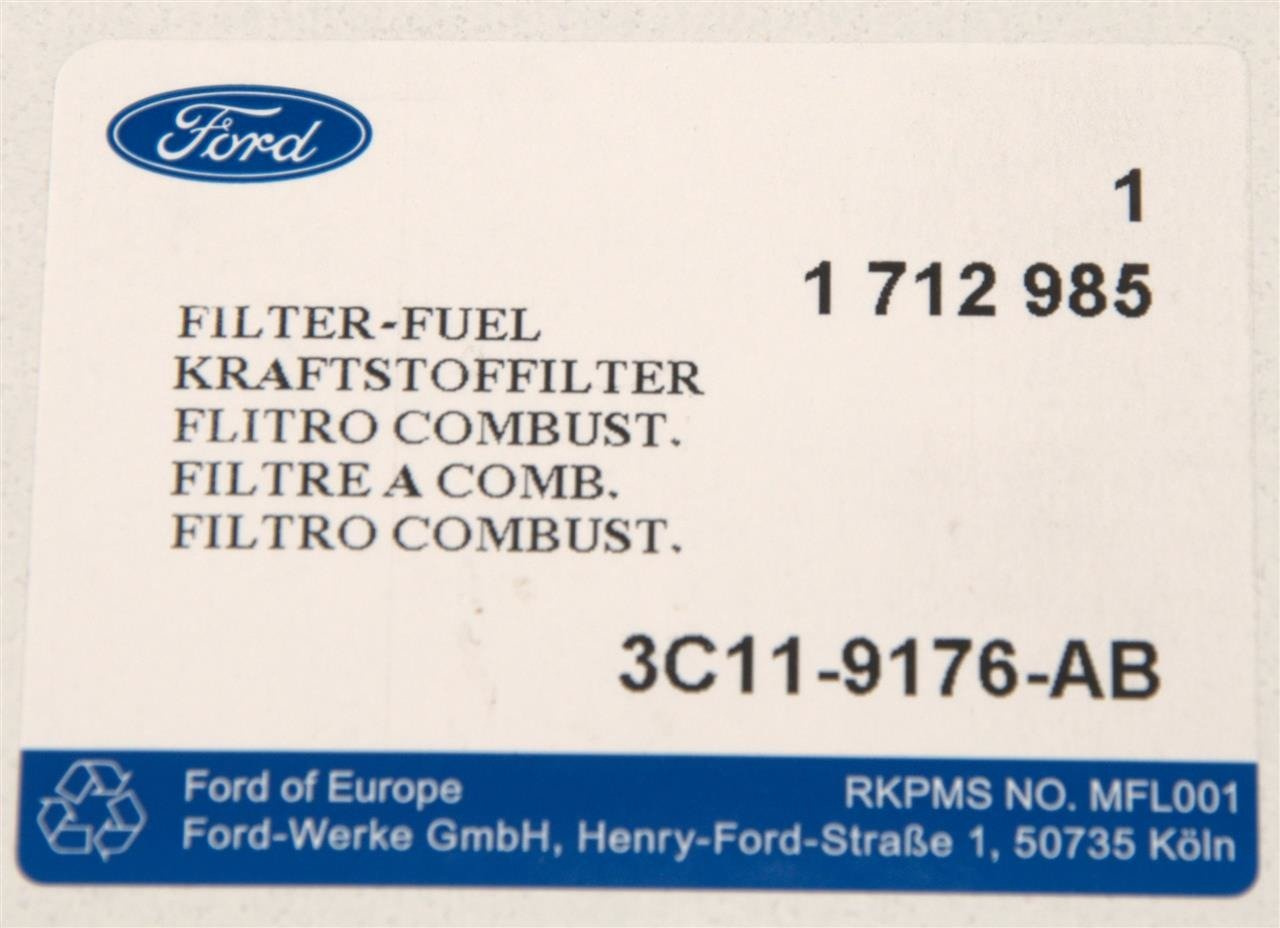 Ford
1
1 712 985
FILTER-FUEL
KRAFTSTOFFILTER
FLITRO COMBUST.
FILTRE A COMB.
FILTRO COMBUST.
3C11-9176-AB
Ford of Europe
RKPMS NO. MFL001
Ford-Werke GmbH, Henry-Ford-Straße 1, 50735 Köln